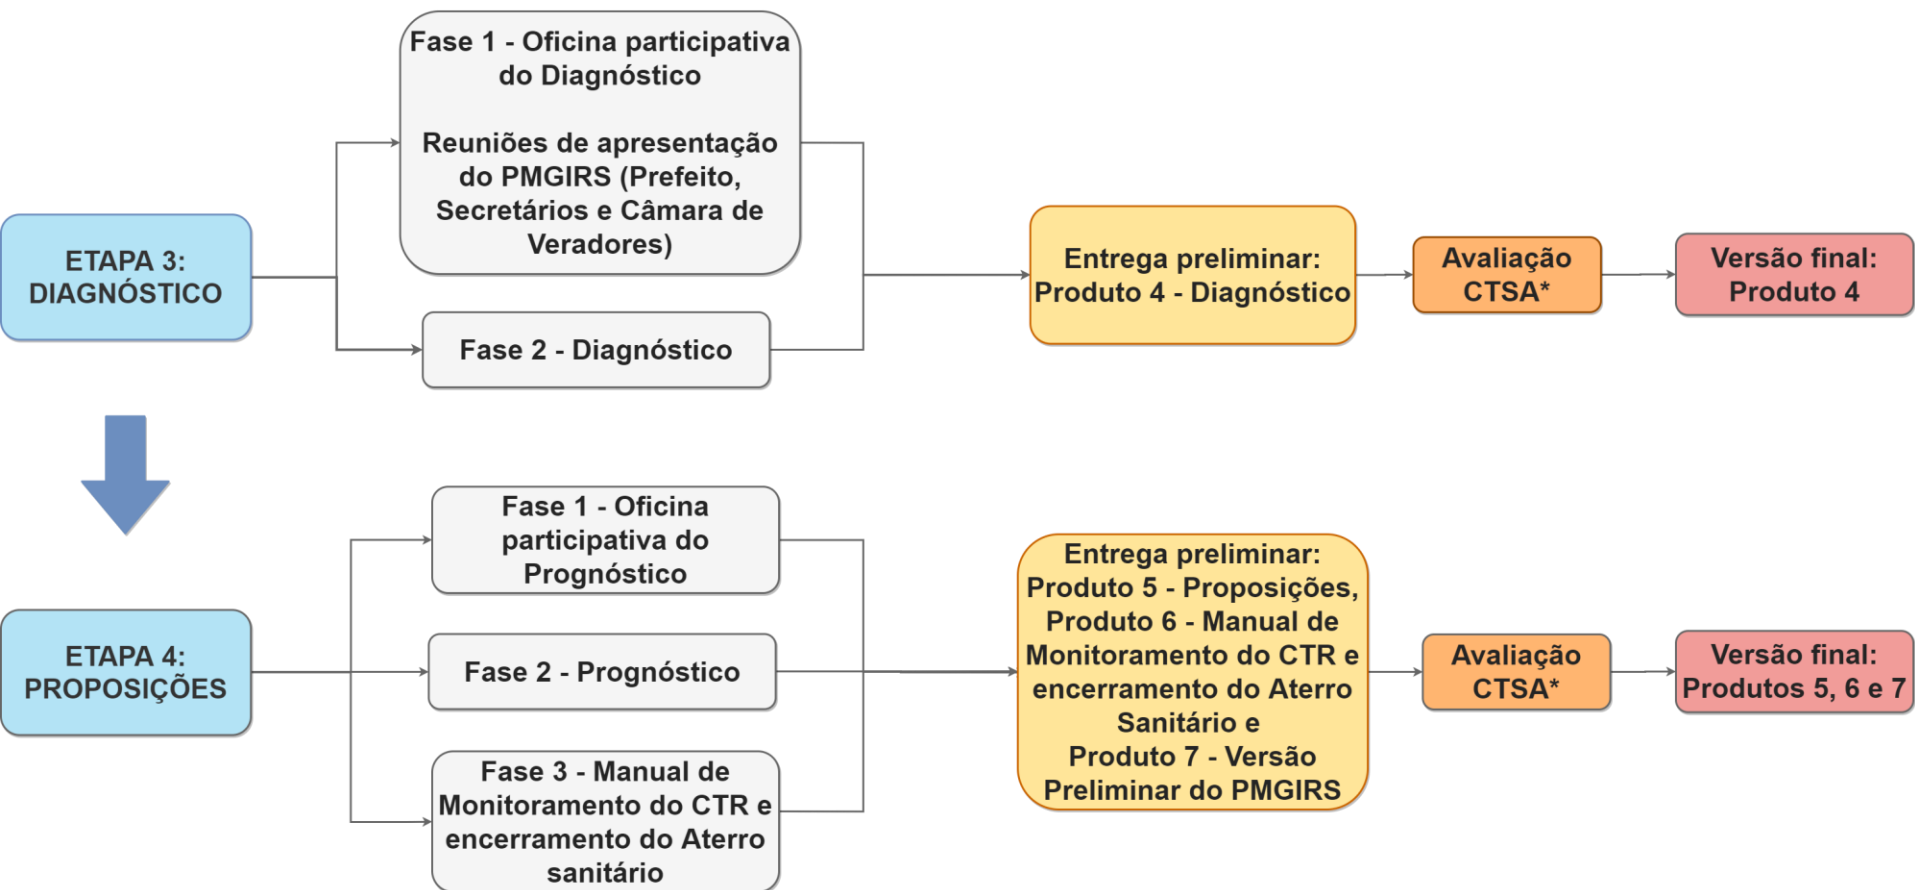 ETAPA 3:
DIAGNÓSTICO
Fase 1 - Oficina participativa
do Diagnóstico
Reuniões de apresentação
do PMGIRS (Prefeito,
Secretários e Câmara de
Veradores)
Fase 2 - Diagnóstico
Entrega preliminar:
Produto 4 - Diagnóstico
Avaliação
CTSA*
Versão final:
Produto 4
ETAPA 4:
PROPOSIÇÕES
Fase 1 - Oficina
participativa do
Prognóstico
Fase 2 - Prognóstico
Fase 3 - Manual de
Monitoramento do CTR e
encerramento do Aterro
sanitário
Entrega preliminar:
Produto 5 - Proposições,
Produto 6 - Manual de
Monitoramento do CTR e
encerramento do Aterro
Sanitário e
Produto 7 - Versão
Preliminar do PMGIRS
Avaliação
CTSA*
Versão final:
Produtos 5, 6 e 7